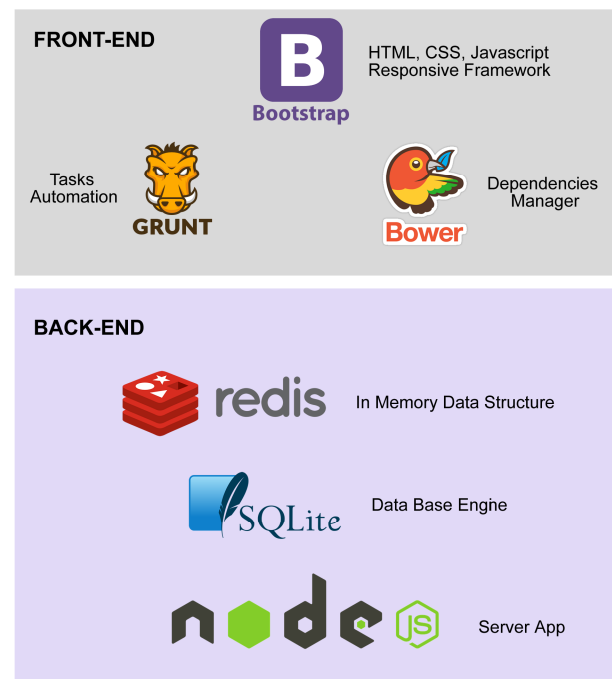 FRONT-END
B
Bootstrap
HTML, CSS, Javascript
Responsive Framework
Tasks
Automation
GRUNT
Bower
Dependencies
Manager
BACK-END
redis
In Memory Data Structure
SQLite
Data Base Engine
node
JS
Server App